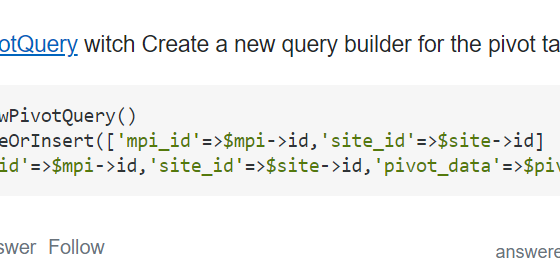 otQuery witch Create a new query builder for the pivot ta
wPivotQuery()
eOrInsert(['mpi_id'=>$mpi->id,'site_id'=>$site->id]
id'=>$mpi->id,'site_id'=>$site->id,'pivot_data'=>$piv
swer Follow
answere